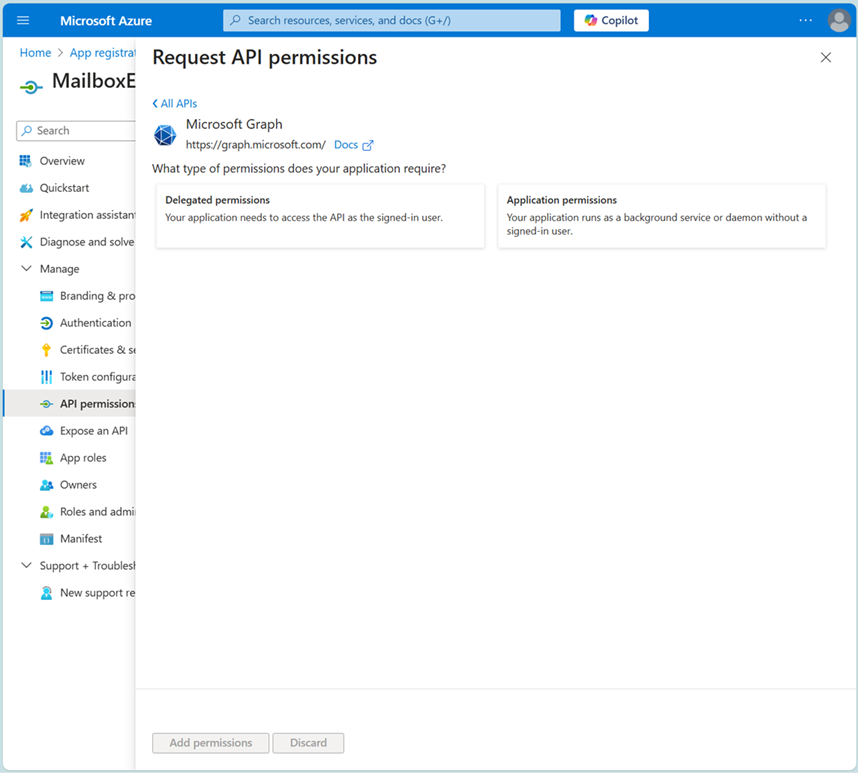 Microsoft Azure
Search resources, services, and docs (G+/)
Copilot
Home > App registrat
MailboxE
Search
Overview
Quickstart
Integration assistant
Diagnose and solve
Manage
Branding & pro
Authentication
Certificates & se
Token configura
API permission
Expose an API
App roles
Owners
Roles and admi
Manifest
Support + Troublesh
New support re
Request API permissions
All APIs
Microsoft Graph
https://graph.microsoft.com/ Docs
What type of permissions does your application require?
Delegated permissions
Your application needs to access the API as the signed-in user.
Application permissions
Your application runs as a background service or daemon without a
signed-in user.
Add permissions
Discard